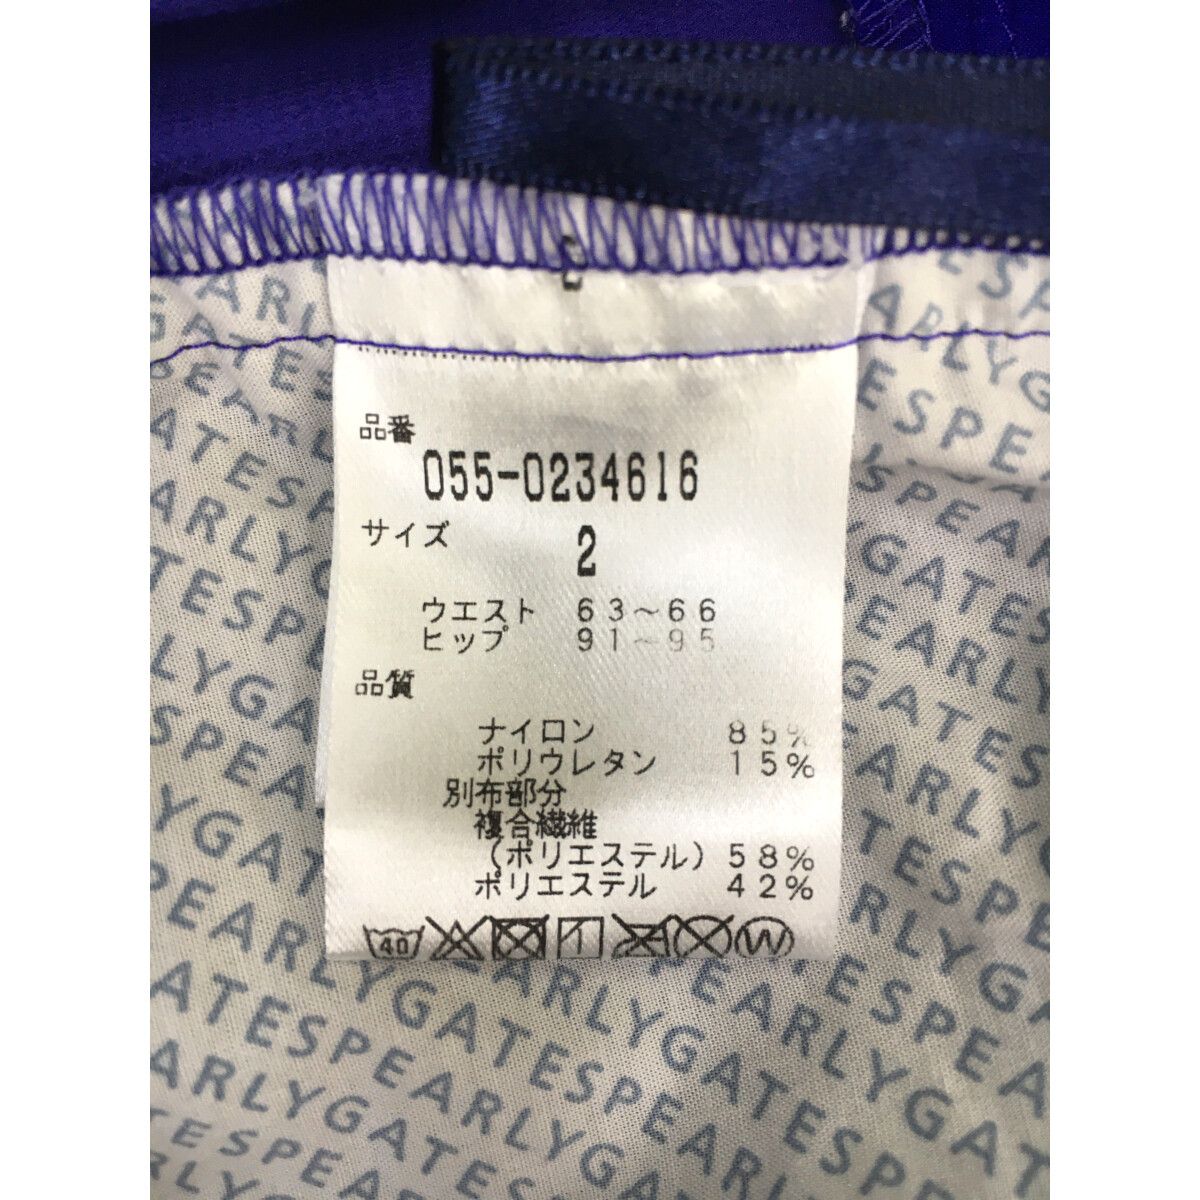 品番
055-0234616
サイズ 2
ウエスト 63~66
ヒップ 91~95
品質
ナイロン 85%
ポリウレタン 15%
別布部分
複合繊維
(ポリエステル) 58%
ポリエステル 42%
40 W
PEARLYGATES